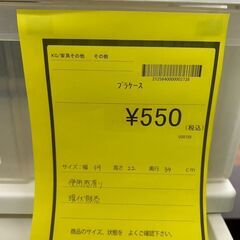 KG/家具その他　その他
プラケース
¥550
(税込)
サイズ：幅 高さ 22 奥行 54 cm
使用感有り
現状販売
商品のサイズ、状態を よくご確認下さい。